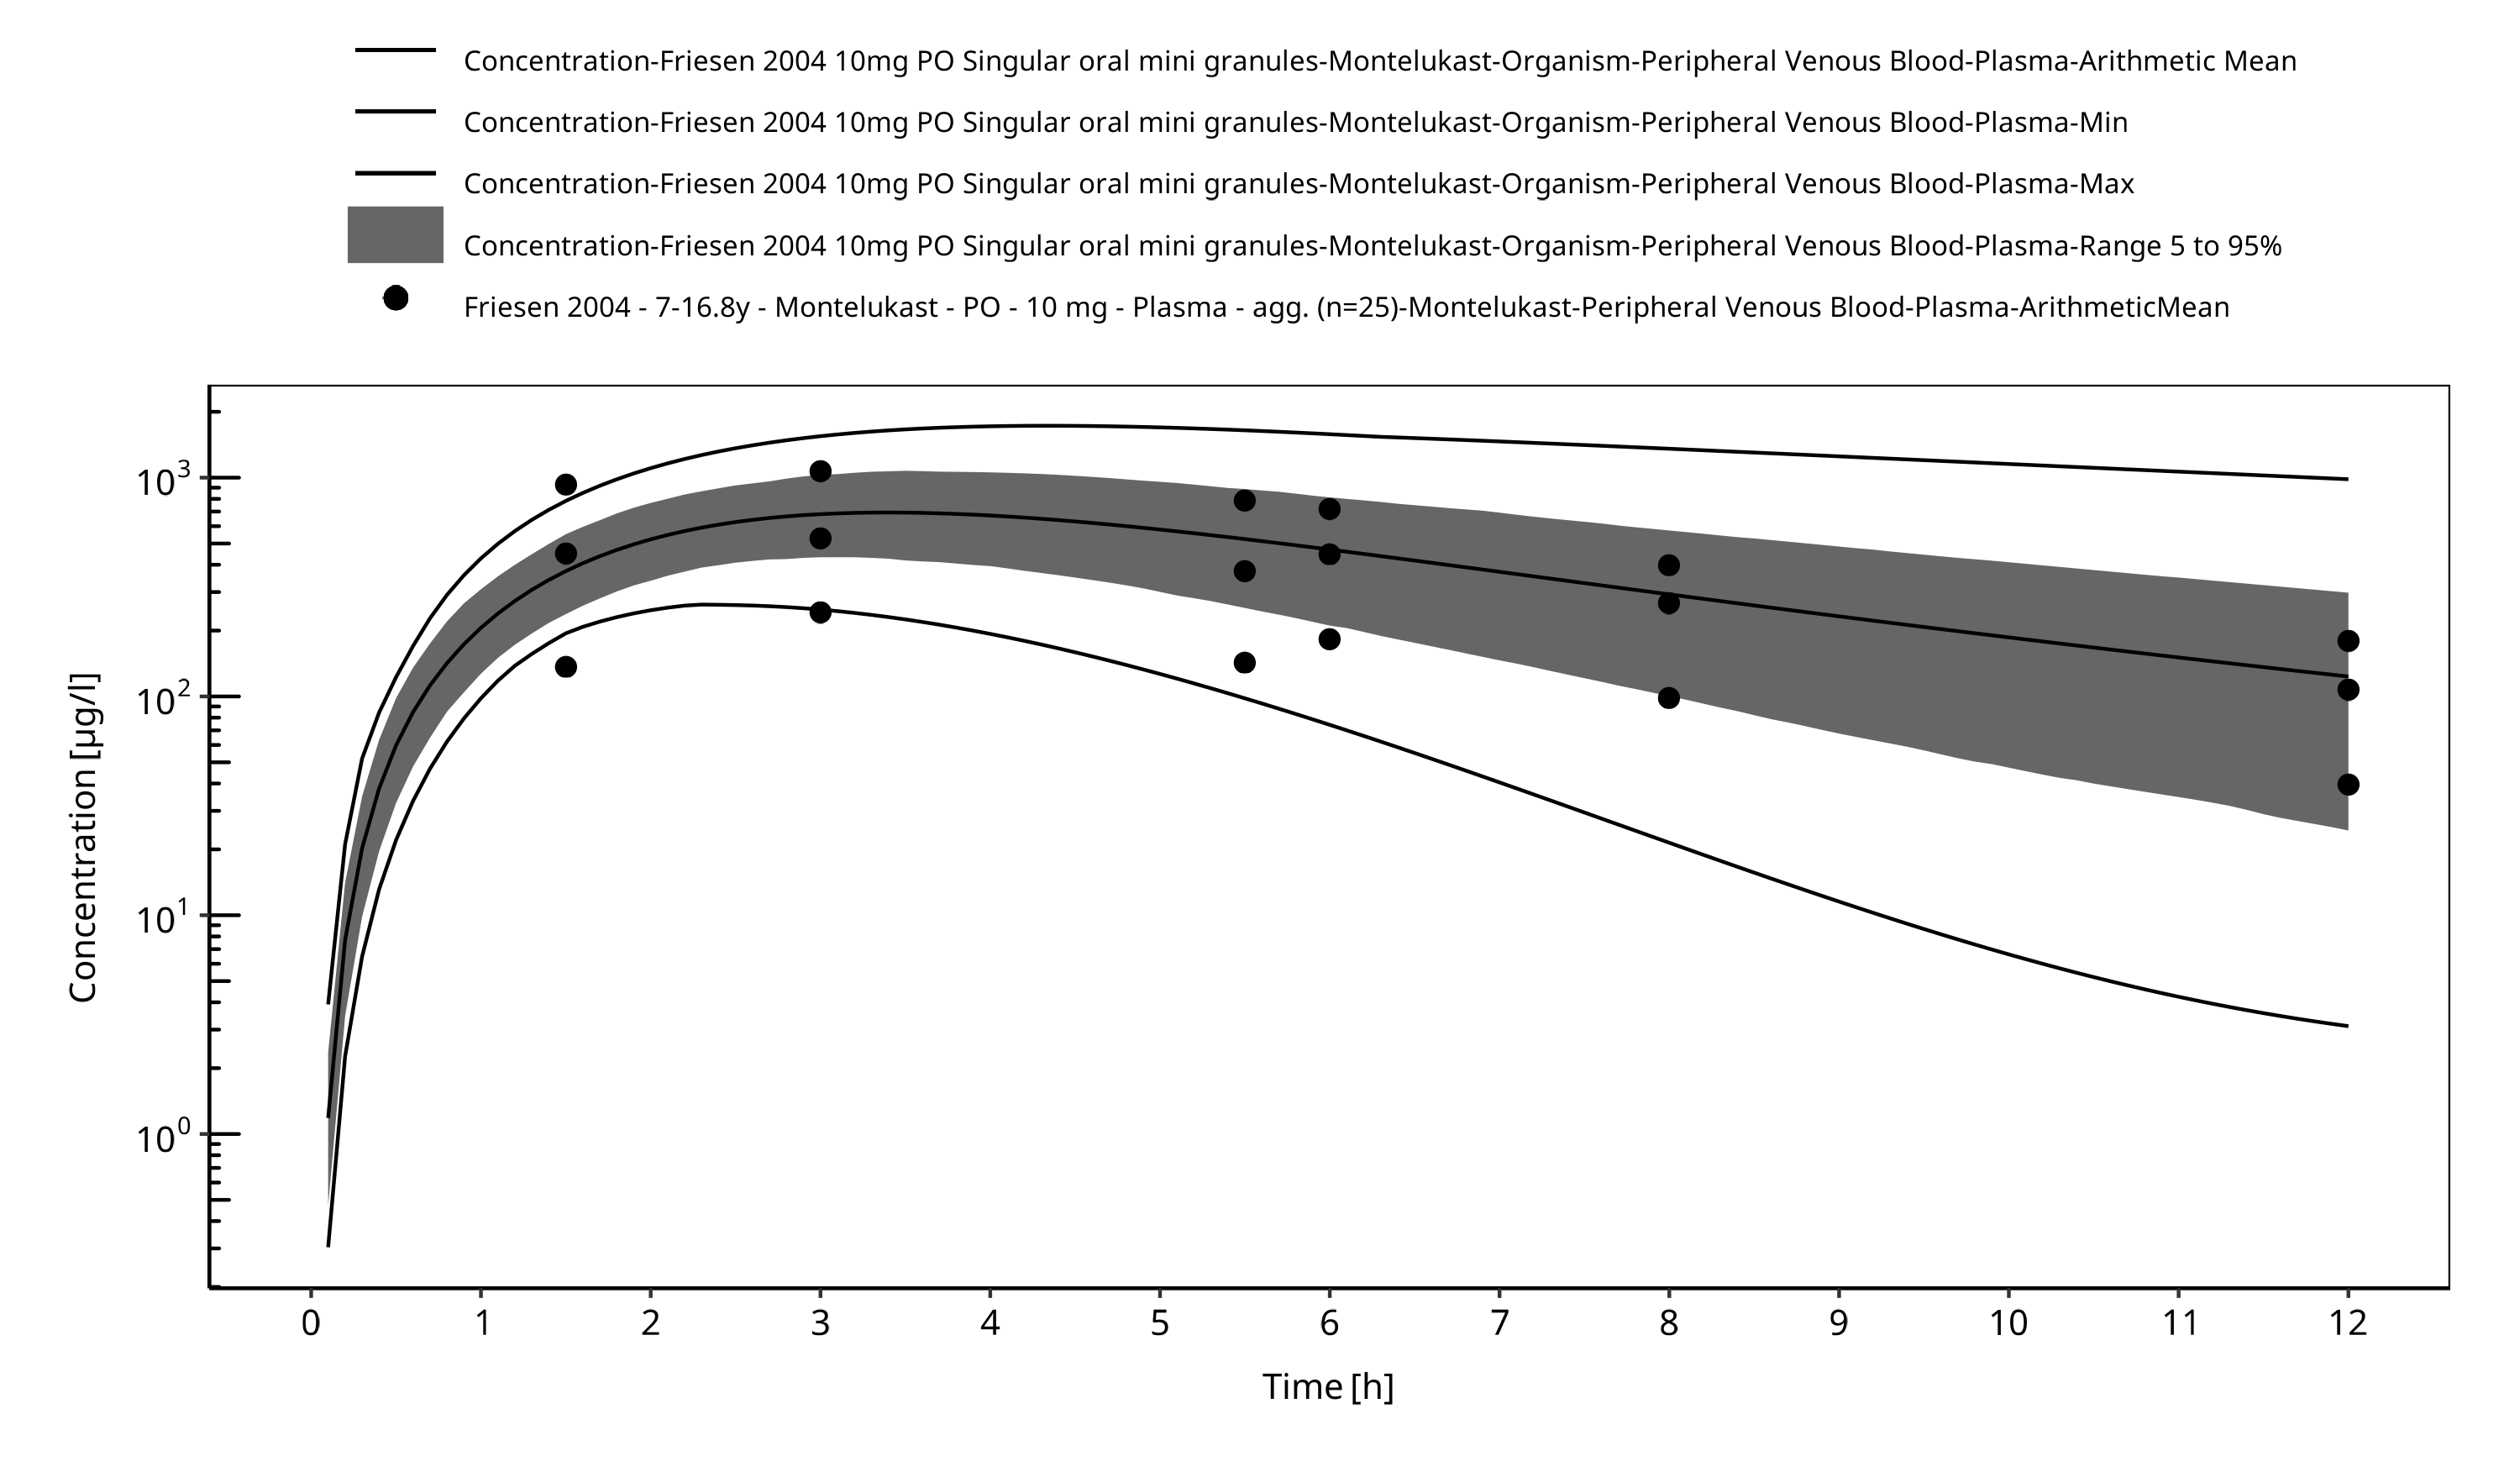 Concentration-Friesen 2004 10mg PO Singular oral mini granules-Montelukast-Organism-Peripheral Venous Blood-Plasma-Arithmetic Mean
Concentration-Friesen 2004 10mg PO Singular oral mini granules-Montelukast-Organism-Peripheral Venous Blood-Plasma-Min
Concentration-Friesen 2004 10mg PO Singular oral mini granules-Montelukast-Organism-Peripheral Venous Blood-Plasma-Max
Concentration-Friesen 2004 10mg PO Singular oral mini granules-Montelukast-Organism-Peripheral Venous Blood-Plasma-Range 5 to 95%
Friesen 2004 - 7-16.8y - Montelukast - PO - 10 mg - Plasma - agg. (n=25)-Montelukast-Peripheral Venous Blood-Plasma-ArithmeticMean
Concentration [µg/l]
10³
10²
10¹
10⁰
0 1 2 3 4 5 6 7 8 9 10 11 12
Time [h]